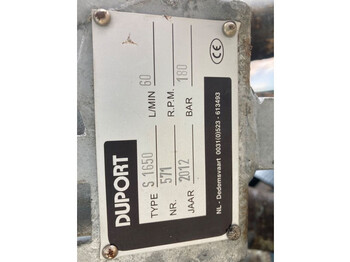 DUPORT
TYPE S 1650 L/MIN 60
NR. 571 R.P.M.
JAAR 2012 BAR 180
CE
NL - Dedemsvaart 0031(0)523 - 613493